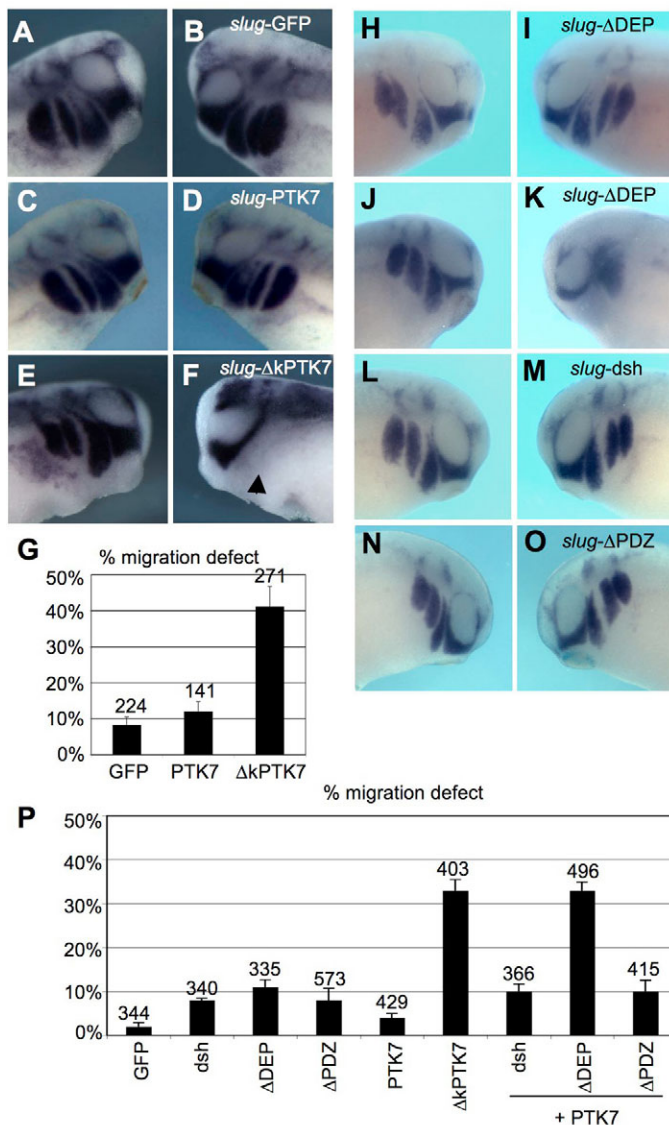 A
B
slug-GFP
C
D
slug-PTK7
E
F
slug-ΔkPTK7
G
% migration defect
50%
40%
30%
20%
10%
0%
224
141
271
GFP
PTK7
ΔkPTK7
H
I
slug-ΔDEP
J
K
slug-ΔDEP
L
M
slug-dsh
N
O
slug-ΔPDZ
P
% migration defect
50%
40%
30%
20%
10%
0%
344
340
335
573
429
403
366
496
415
GFP
dsh
ΔDEP
ΔPDZ
PTK7
ΔkPTK7
dsh
ΔDEP
ΔPDZ
+ PTK7